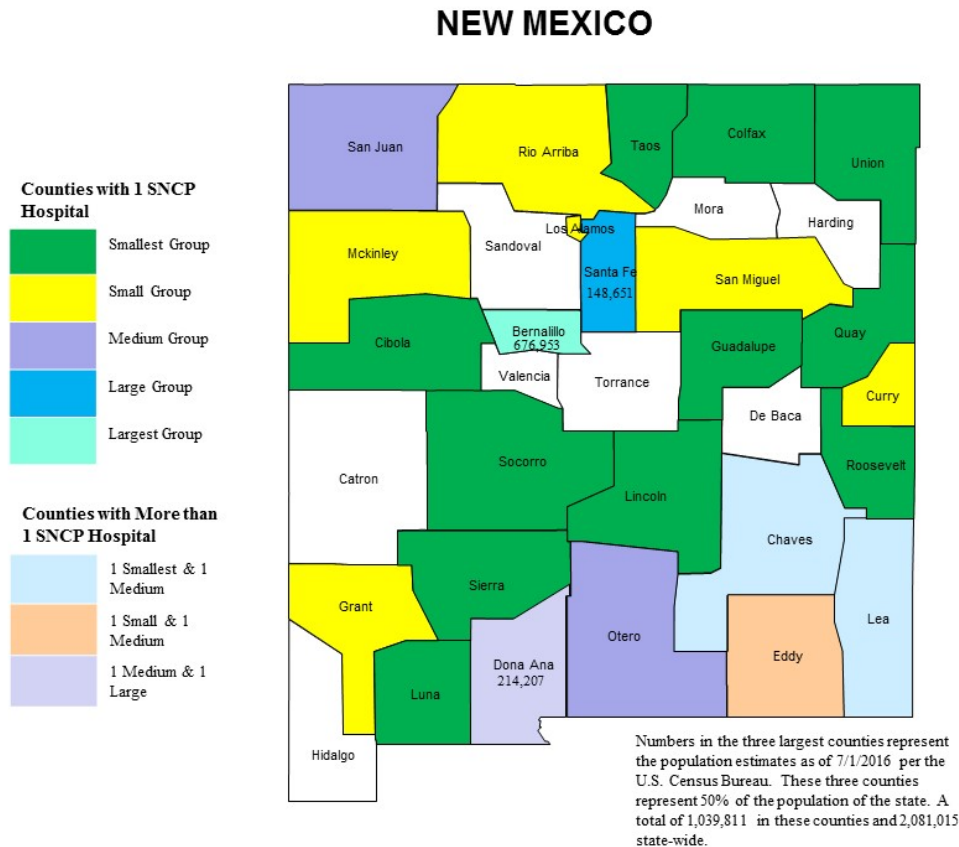 NEW MEXICO
Counties with 1 SNCP
Hospital
Smallest Group
Small Group
Medium Group
Large Group
Largest Group
Counties with More than
1 SNCP Hospital
1 Smallest & 1
Medium
1 Small & 1
Medium
1 Medium & 1
Large
San Juan
Rio Arriba
Taos
Colfax
Union
Mora
Harding
Los Alamos
Sandoval
Mckinley
Santa Fe
148,651
San Miguel
Bernalillo
676,953
Cibola
Guadalupe
Quay
Valencia
Torrance
Curry
De Baca
Catron
Socorro
Lincoln
Roosevelt
Chaves
Sierra
Grant
Otero
Lea
Eddy
Dona Ana
214,207
Luna
Hidalgo
Numbers in the three largest counties represent
the population estimates as of 7/1/2016 per the
U.S. Census Bureau. These three counties
represent 50% of the population of the state. A
total of 1,039,811 in these counties and 2,081,015
state-wide.